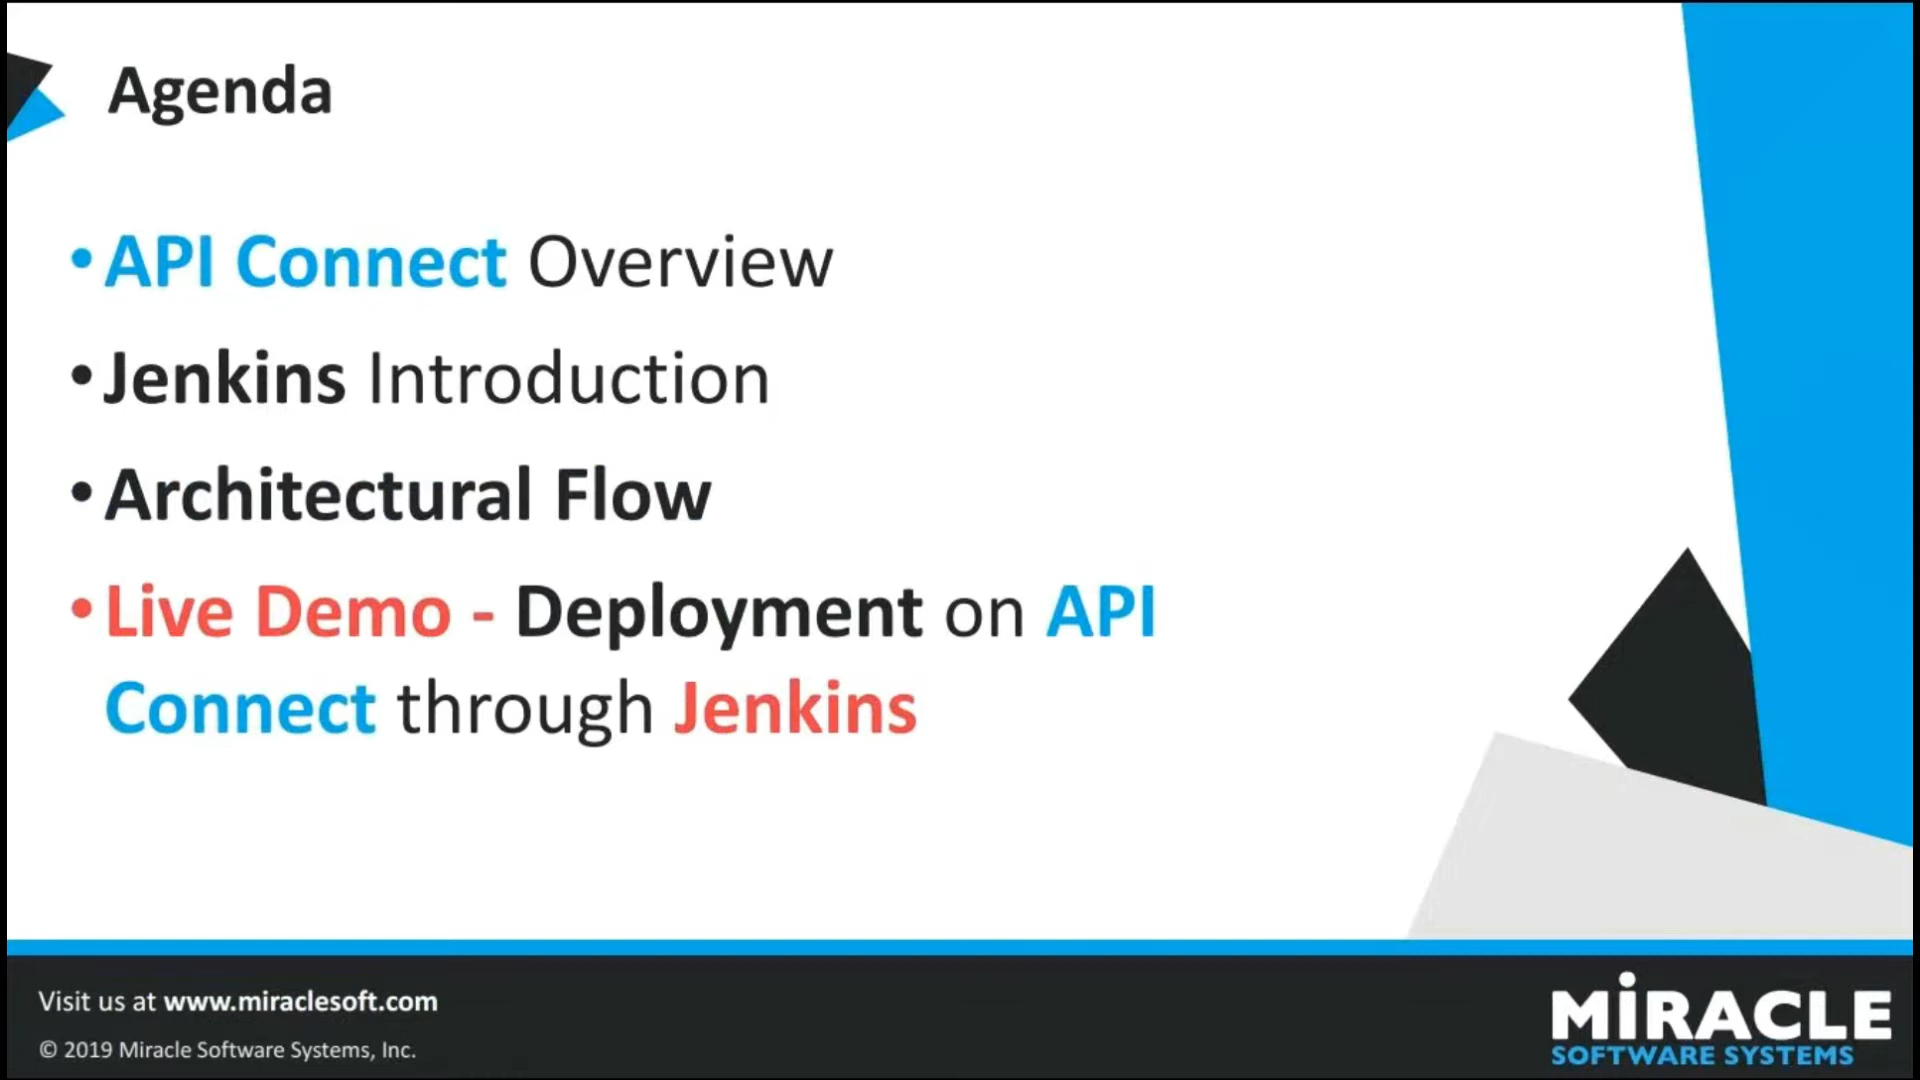 Agenda
• API Connect Overview
• Jenkins Introduction
• Architectural Flow
• Live Demo - Deployment on API
Connect through Jenkins
Visit us at www.miraclesoft.com
© 2019 Miracle Software Systems, Inc.
MiRACLE
SOFTWARE SYSTEMS